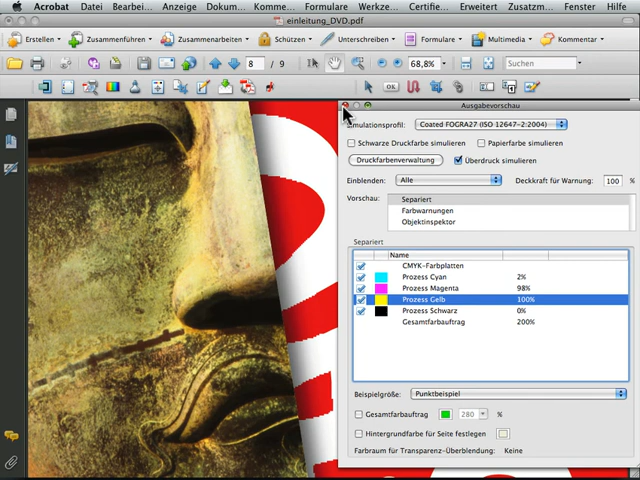 Acrobat Datei Bearbei... Anzeige Dokum... Komme... Formulare Werkze... Certifie... Erweitert Zusatzm... Fenster Hilfe
einleitung_DVD.pdf
Erstellen Zusammenführen Zusammenarbeiten Schützen Unterschreiben Formulare Multimedia Kommentar
8 / 9 68,8% Suchen
OK
Ausgabevorschau
Simulationsprofil: Coated FOGRA27 (ISO 12647-2:2004)
Schwarze Druckfarbe simulieren Papierfarbe simulieren
Druckfarbenverwaltung Überdruck simulieren
Einblenden: Alle Deckkraft für Warnung: 100 %
Vorschau: Separiert
Farbwarnungen
Objektinspektor
Separiert
Name
CMYK-Farbplatten
Prozess Cyan 2%
Prozess Magenta 98%
Prozess Gelb 100%
Prozess Schwarz 0%
Gesamtfarbauftrag 200%
Beispielgröße: Punktbeispiel
Gesamtfarbauftrag 280 %
Hintergrundfarbe für Seite festlegen
Farbraum für Transparenz-Überblendung: Keine